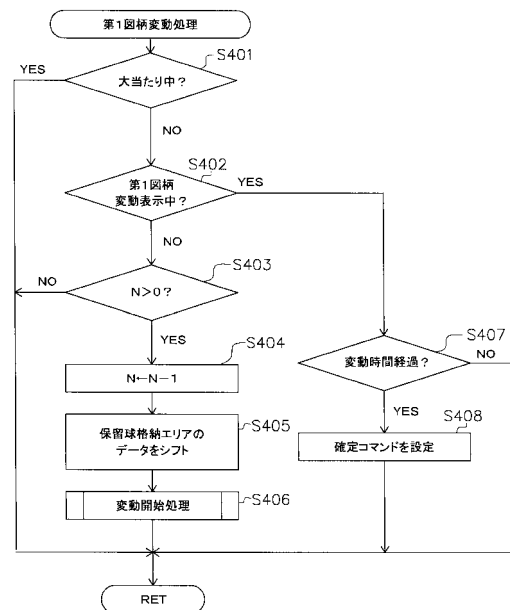 第1図柄変動処理
S401
YES
大当たり中?
NO
S402
第1図柄
変動表示中?
YES
NO
S403
NO
N>0?
YES
S404
N←N−1
S405
保留球格納エリアの
データをシフト
S406
変動開始処理
S407
変動時間経過?
NO
YES
S408
確定コマンドを設定
RET